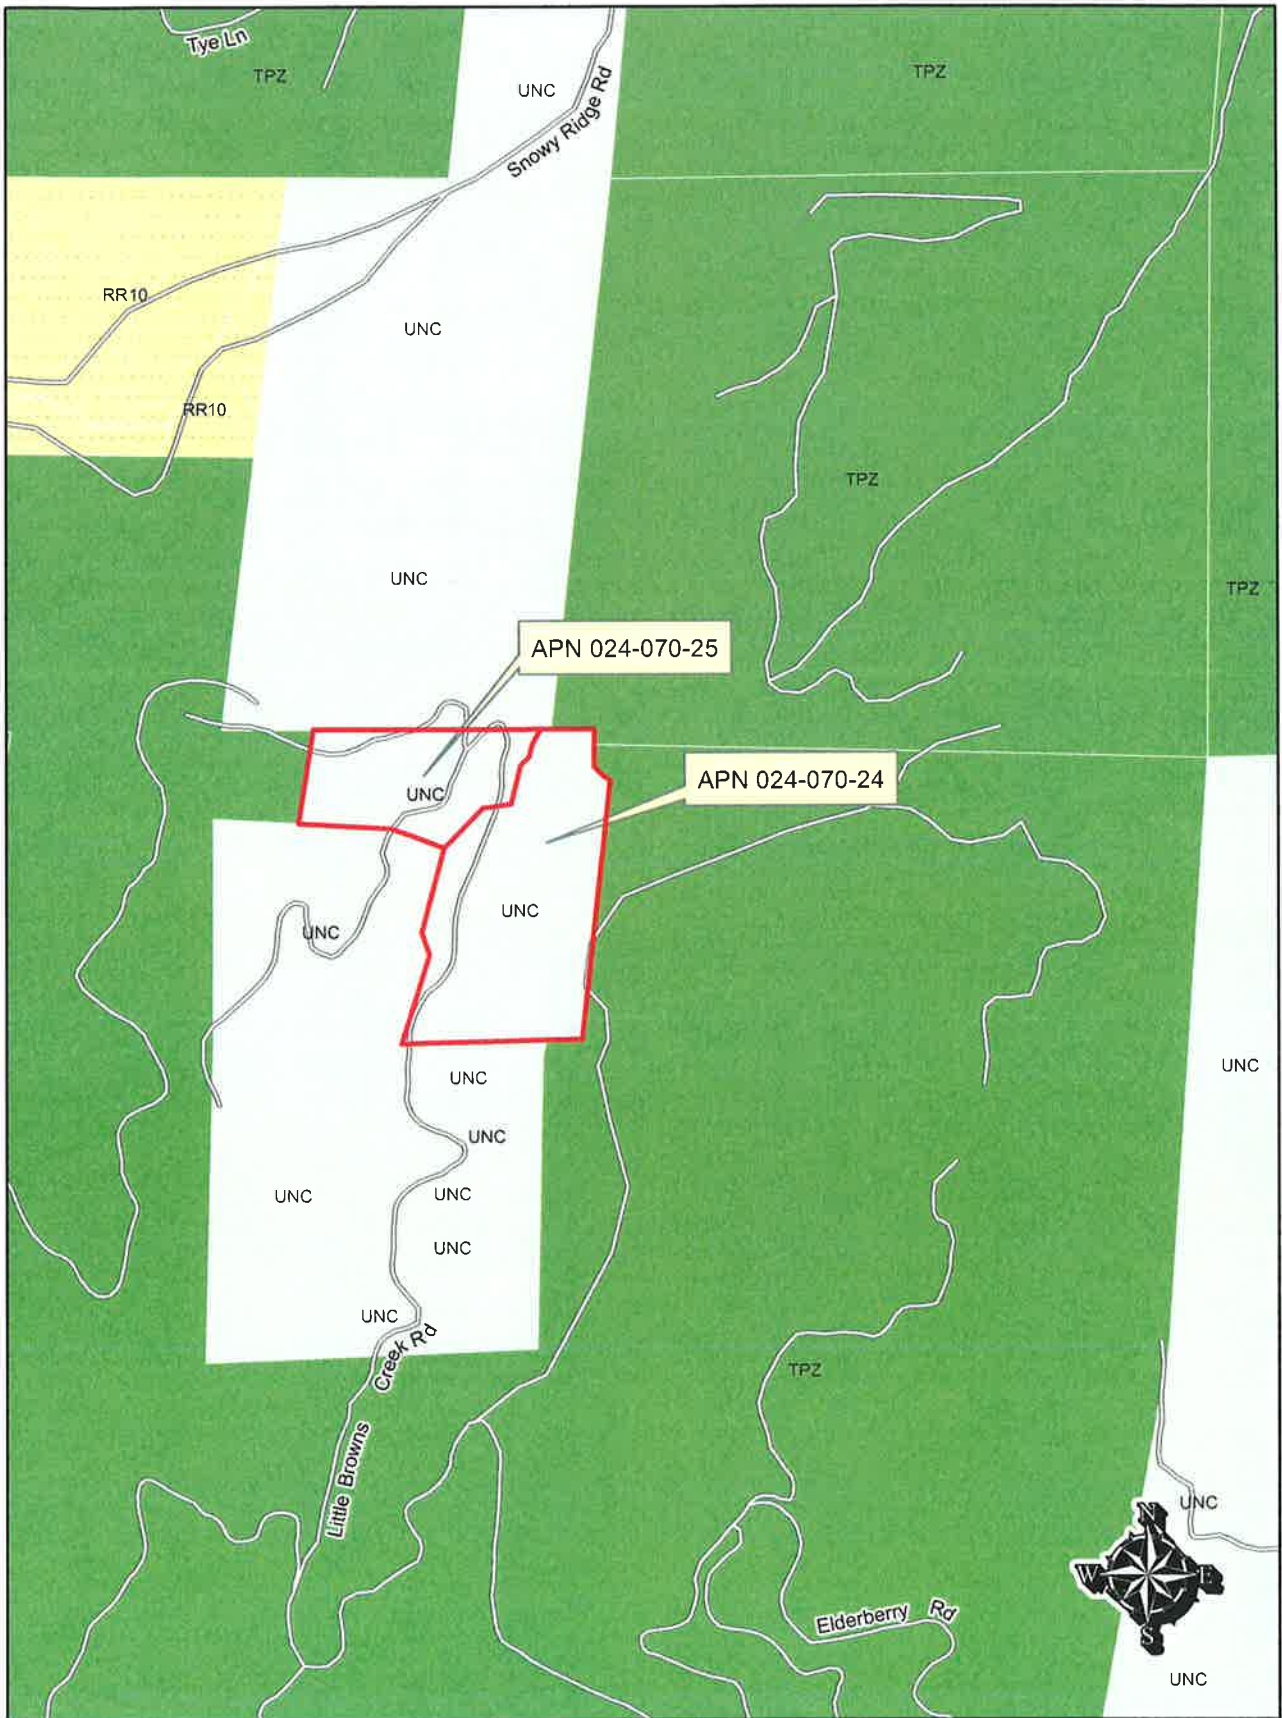 Tye Ln
TPZ
UNC
TPZ
Snowy Ridge Rd
RR10
UNC
RR10
TPZ
UNC
TPZ
APN 024-070-25
APN 024-070-24
UNC
UNC
UNC
UNC
UNC
UNC
UNC
UNC
UNC
UNC
TPZ
Little Browns Creek Rd
UNC
N
W
E
S
Elderberry Rd
UNC